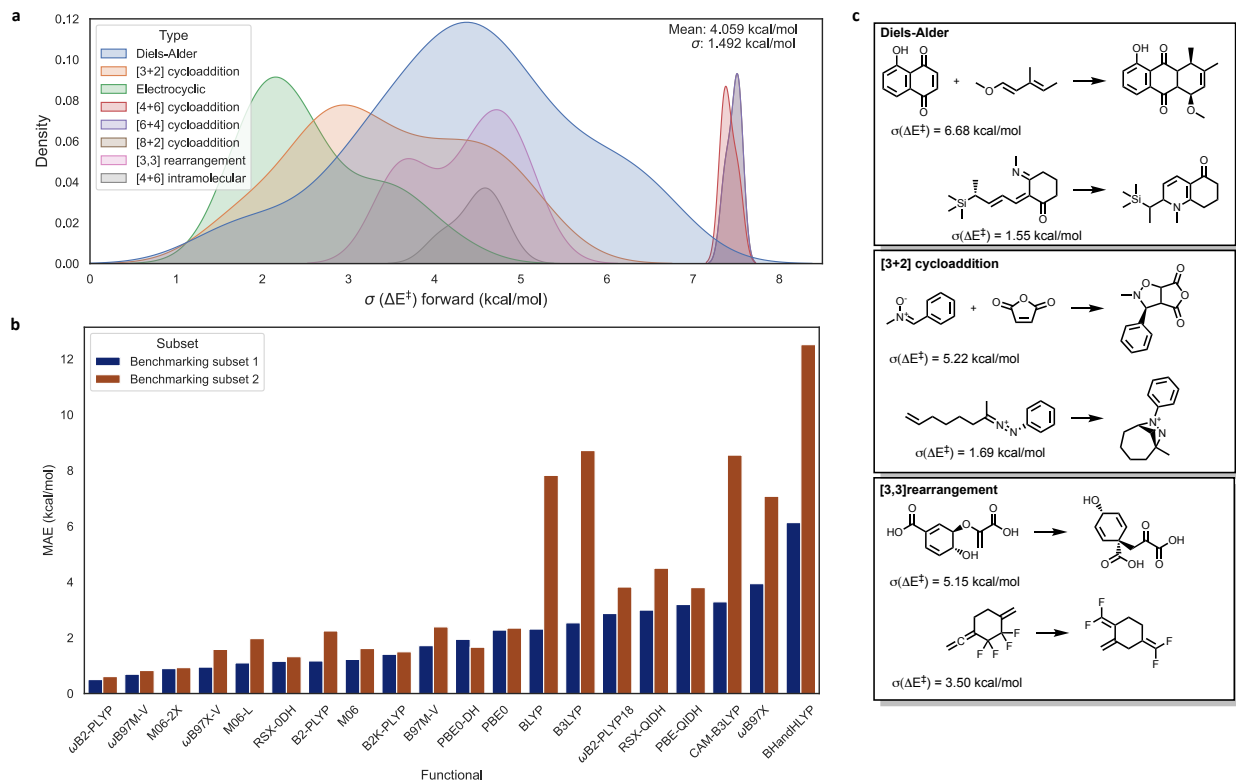 a
0.12
0.10
0.08
0.06
0.04
0.02
0.00
Density
Type
Diels-Alder
[3+2] cycloaddition
Electrocyclic
[4+6] cycloaddition
[6+4] cycloaddition
[8+2] cycloaddition
[3,3] rearrangement
[4+6] intramolecular
Mean: 4.059 kcal/mol
σ: 1.492 kcal/mol
0 1 2 3 4 5 6 7 8
σ (ΔE‡) forward (kcal/mol)
b
12
10
8
6
4
2
0
MAE (kcal/mol)
Subset
Benchmarking subset 1
Benchmarking subset 2
ωB2-PLYP
ωB97M-V
M06-2X
ωB97X-V
M06-L
RSX-0DH
B2-PLYP
M06
B2K-PLYP
B97M-V
PBE0-DH
PBE0
BLYP
B3LYP
ωB2-PLYP18
RSX-QIDH
PBE-QIDH
CAM-B3LYP
ωB97X
BHandHLYP
Functional
c
Diels-Alder
OH
O
O
+
O
OH
O
O
O
σ(ΔE‡) = 6.68 kcal/mol
Si
N
O
Si
N
O
σ(ΔE‡) = 1.55 kcal/mol
[3+2] cycloaddition
O-
N+
+
O
O
O
N
O
O
O
O
σ(ΔE‡) = 5.22 kcal/mol
N+
N-
N+
N
σ(ΔE‡) = 1.69 kcal/mol
[3,3]rearrangement
O
HO
O
O
OH
OH
HO
O
OH
O
O
OH
σ(ΔE‡) = 5.15 kcal/mol
F
F
F
F
F
F
F
F
σ(ΔE‡) = 3.50 kcal/mol